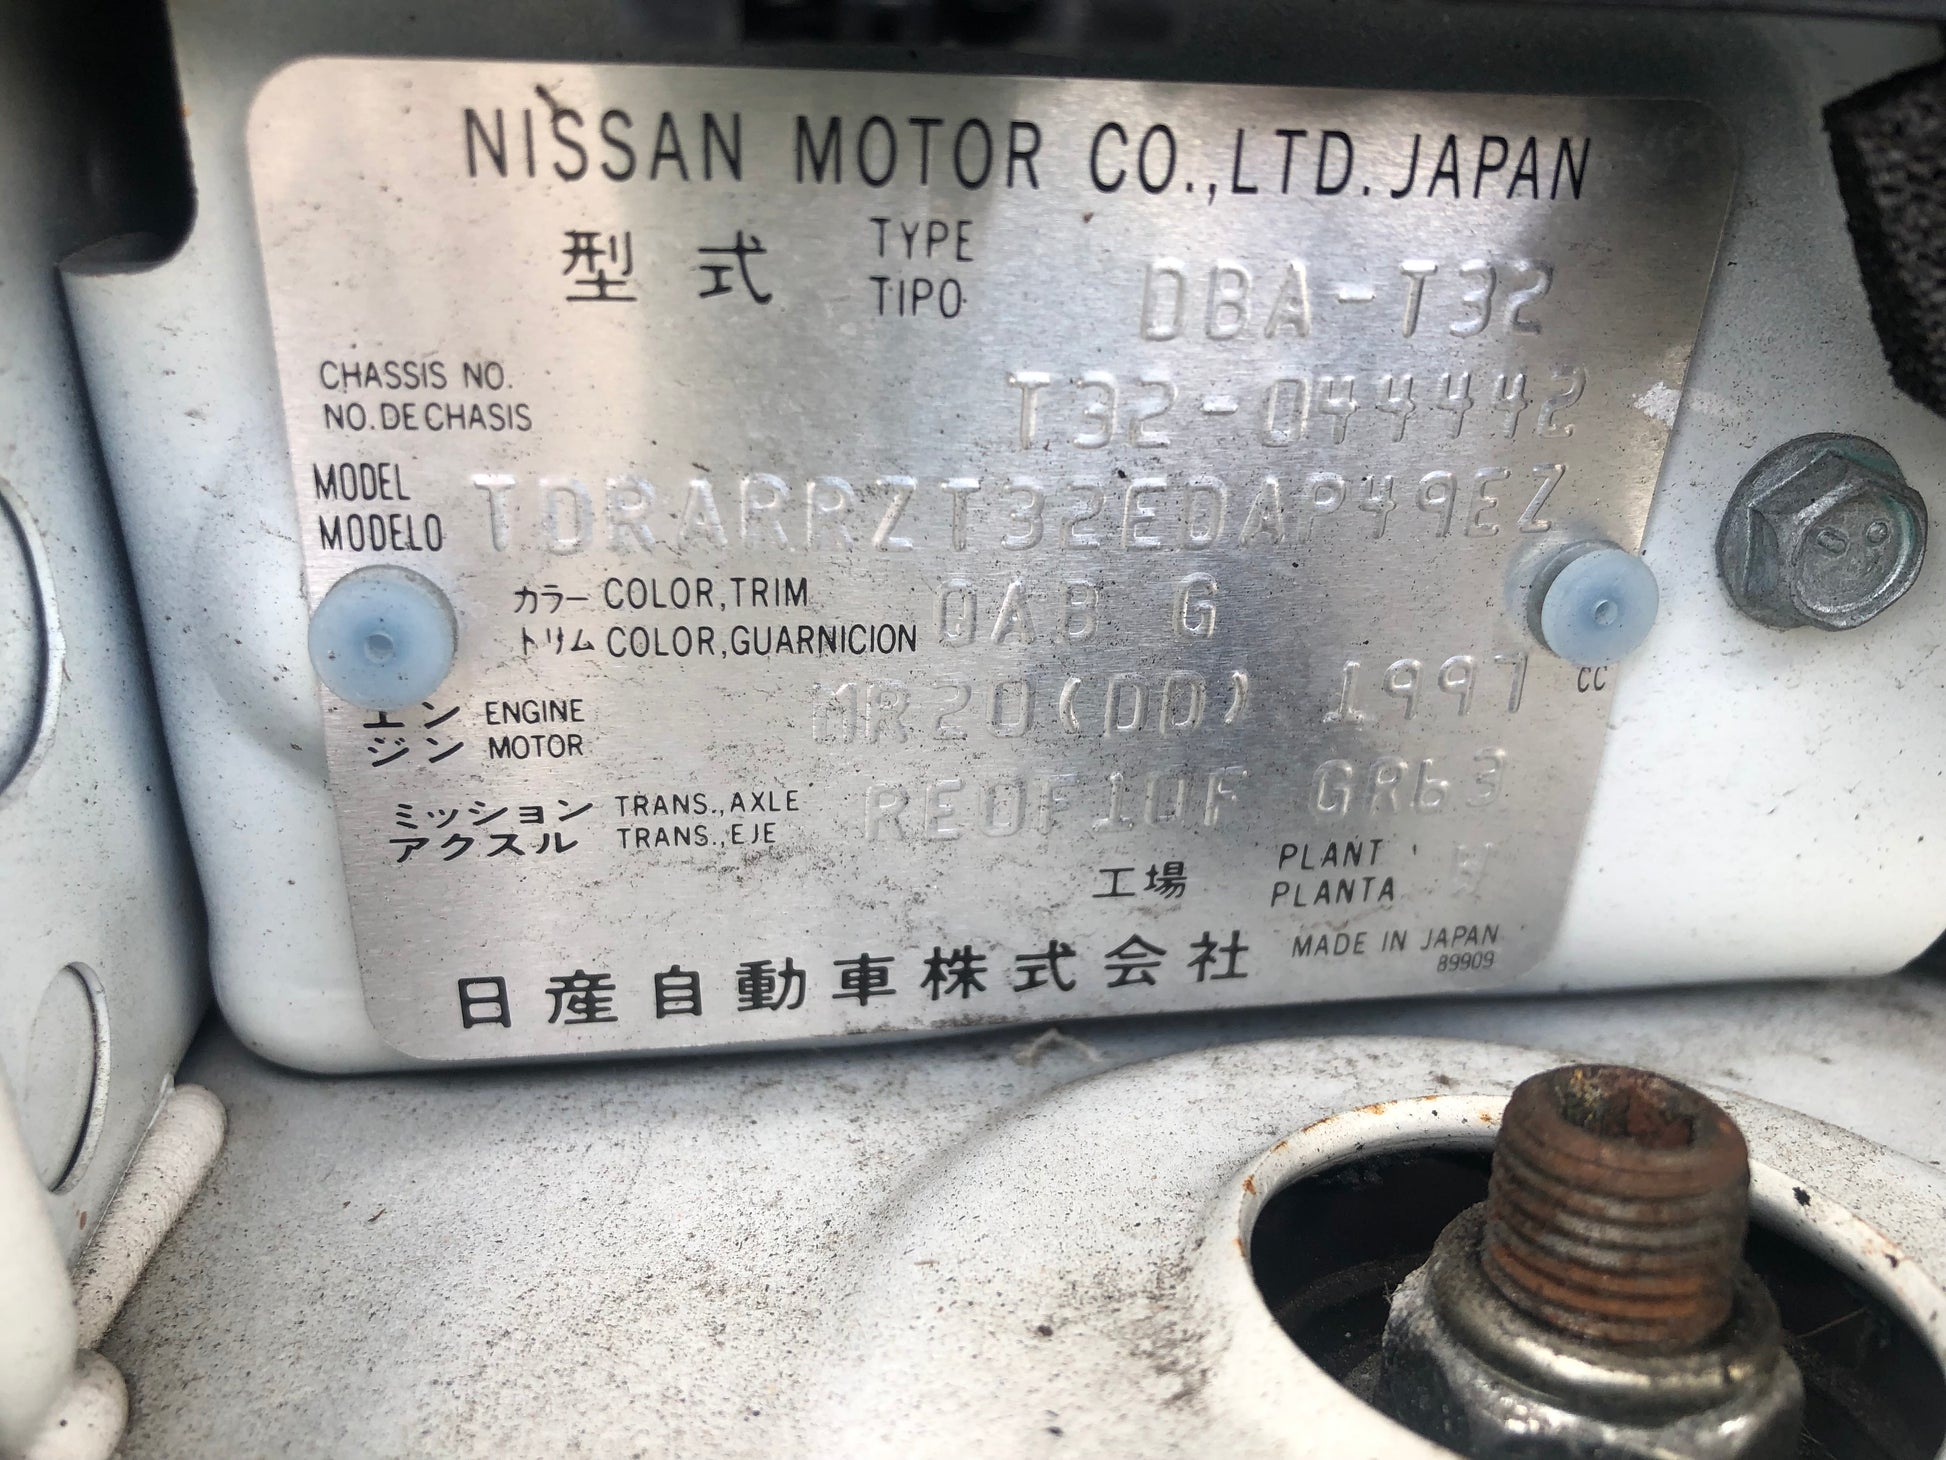 NISSAN MOTOR CO.,LTD.JAPAN
型式 TYPE TIPO DBA-T32
CHASSIS NO. NO.DE CHASIS T32-044442
MODEL MODELO TDRARRZT32EDAP49EZ
カラー COLOR,TRIM
トリム COLOR,GUARNICION QAB G
エンジン ENGINE MOTOR MR20(DD) 1997 CC
ミッション TRANS.,AXLE
アクスル TRANS.,EJE RE0F10F GR63
工場 PLANT PLANTA W
日産自動車株式会社 MADE IN JAPAN
89909